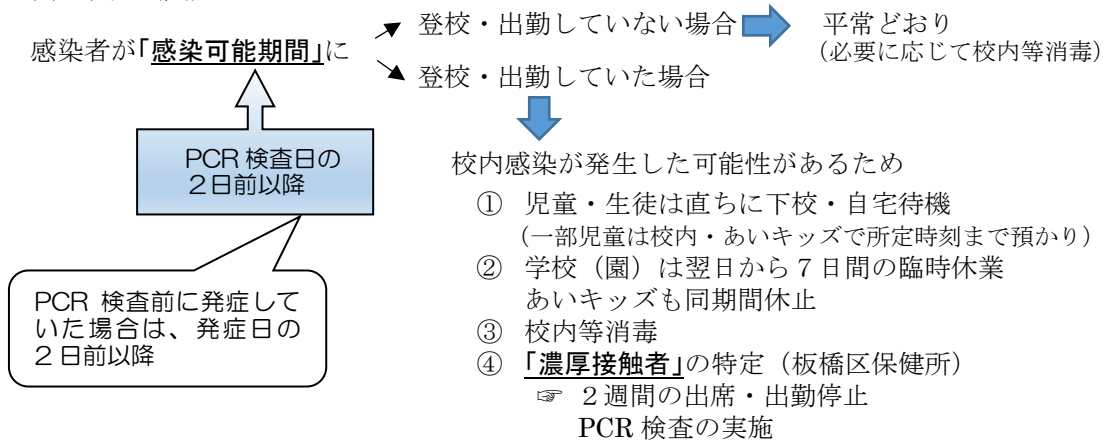 登校・出勤していない場合
平常どおり
(必要に応じて校内等消毒)
感染者が「感染可能期間」に
登校・出勤していた場合
PCR 検査日の
２日前以降
校内感染が発生した可能性があるため
① 児童・生徒は直ちに下校・自宅待機
（一部児童は校内・あいキッズで所定時刻まで預かり）
② 学校（園）は翌日から７日間の臨時休業
あいキッズも同期間休止
③ 校内等消毒
④ 「濃厚接触者」の特定（板橋区保健所）
☞ ２週間の出席・出勤停止
PCR 検査の実施
PCR 検査前に発症して
いた場合は、発症日の
２日前以降